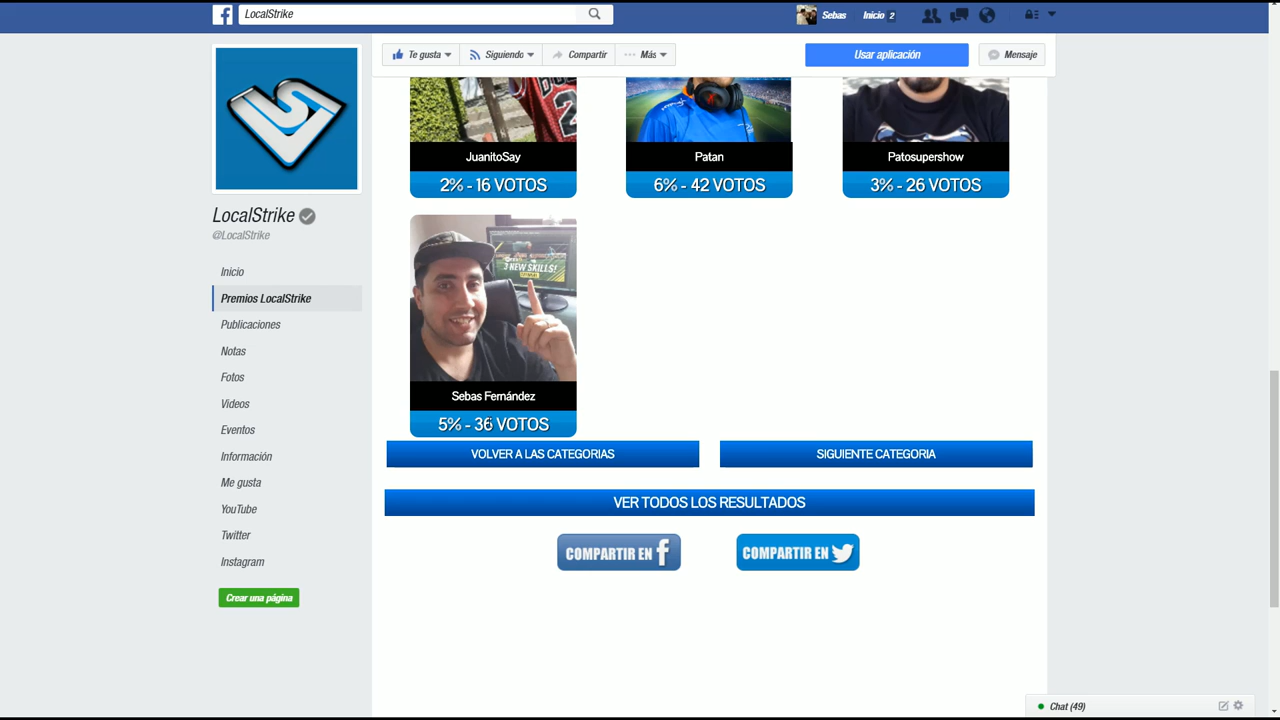 LocalStrike
Sebas
Inicio 2
Te gusta
Siguiendo
Compartir
Más
Usar aplicación
Mensaje
JuanitoSay
2% - 16 VOTOS
Patan
6% - 42 VOTOS
Patosupershow
3% - 26 VOTOS
LocalStrike
@LocalStrike
Inicio
Premios LocalStrike
Publicaciones
Notas
Fotos
Videos
Eventos
Información
Me gusta
YouTube
Twitter
Instagram
Crear una página
3 NEW SKILLS!
Sebas Fernández
5% - 36 VOTOS
VOLVER A LAS CATEGORIAS
SIGUIENTE CATEGORIA
VER TODOS LOS RESULTADOS
COMPARTIR EN
COMPARTIR EN
Chat (49)